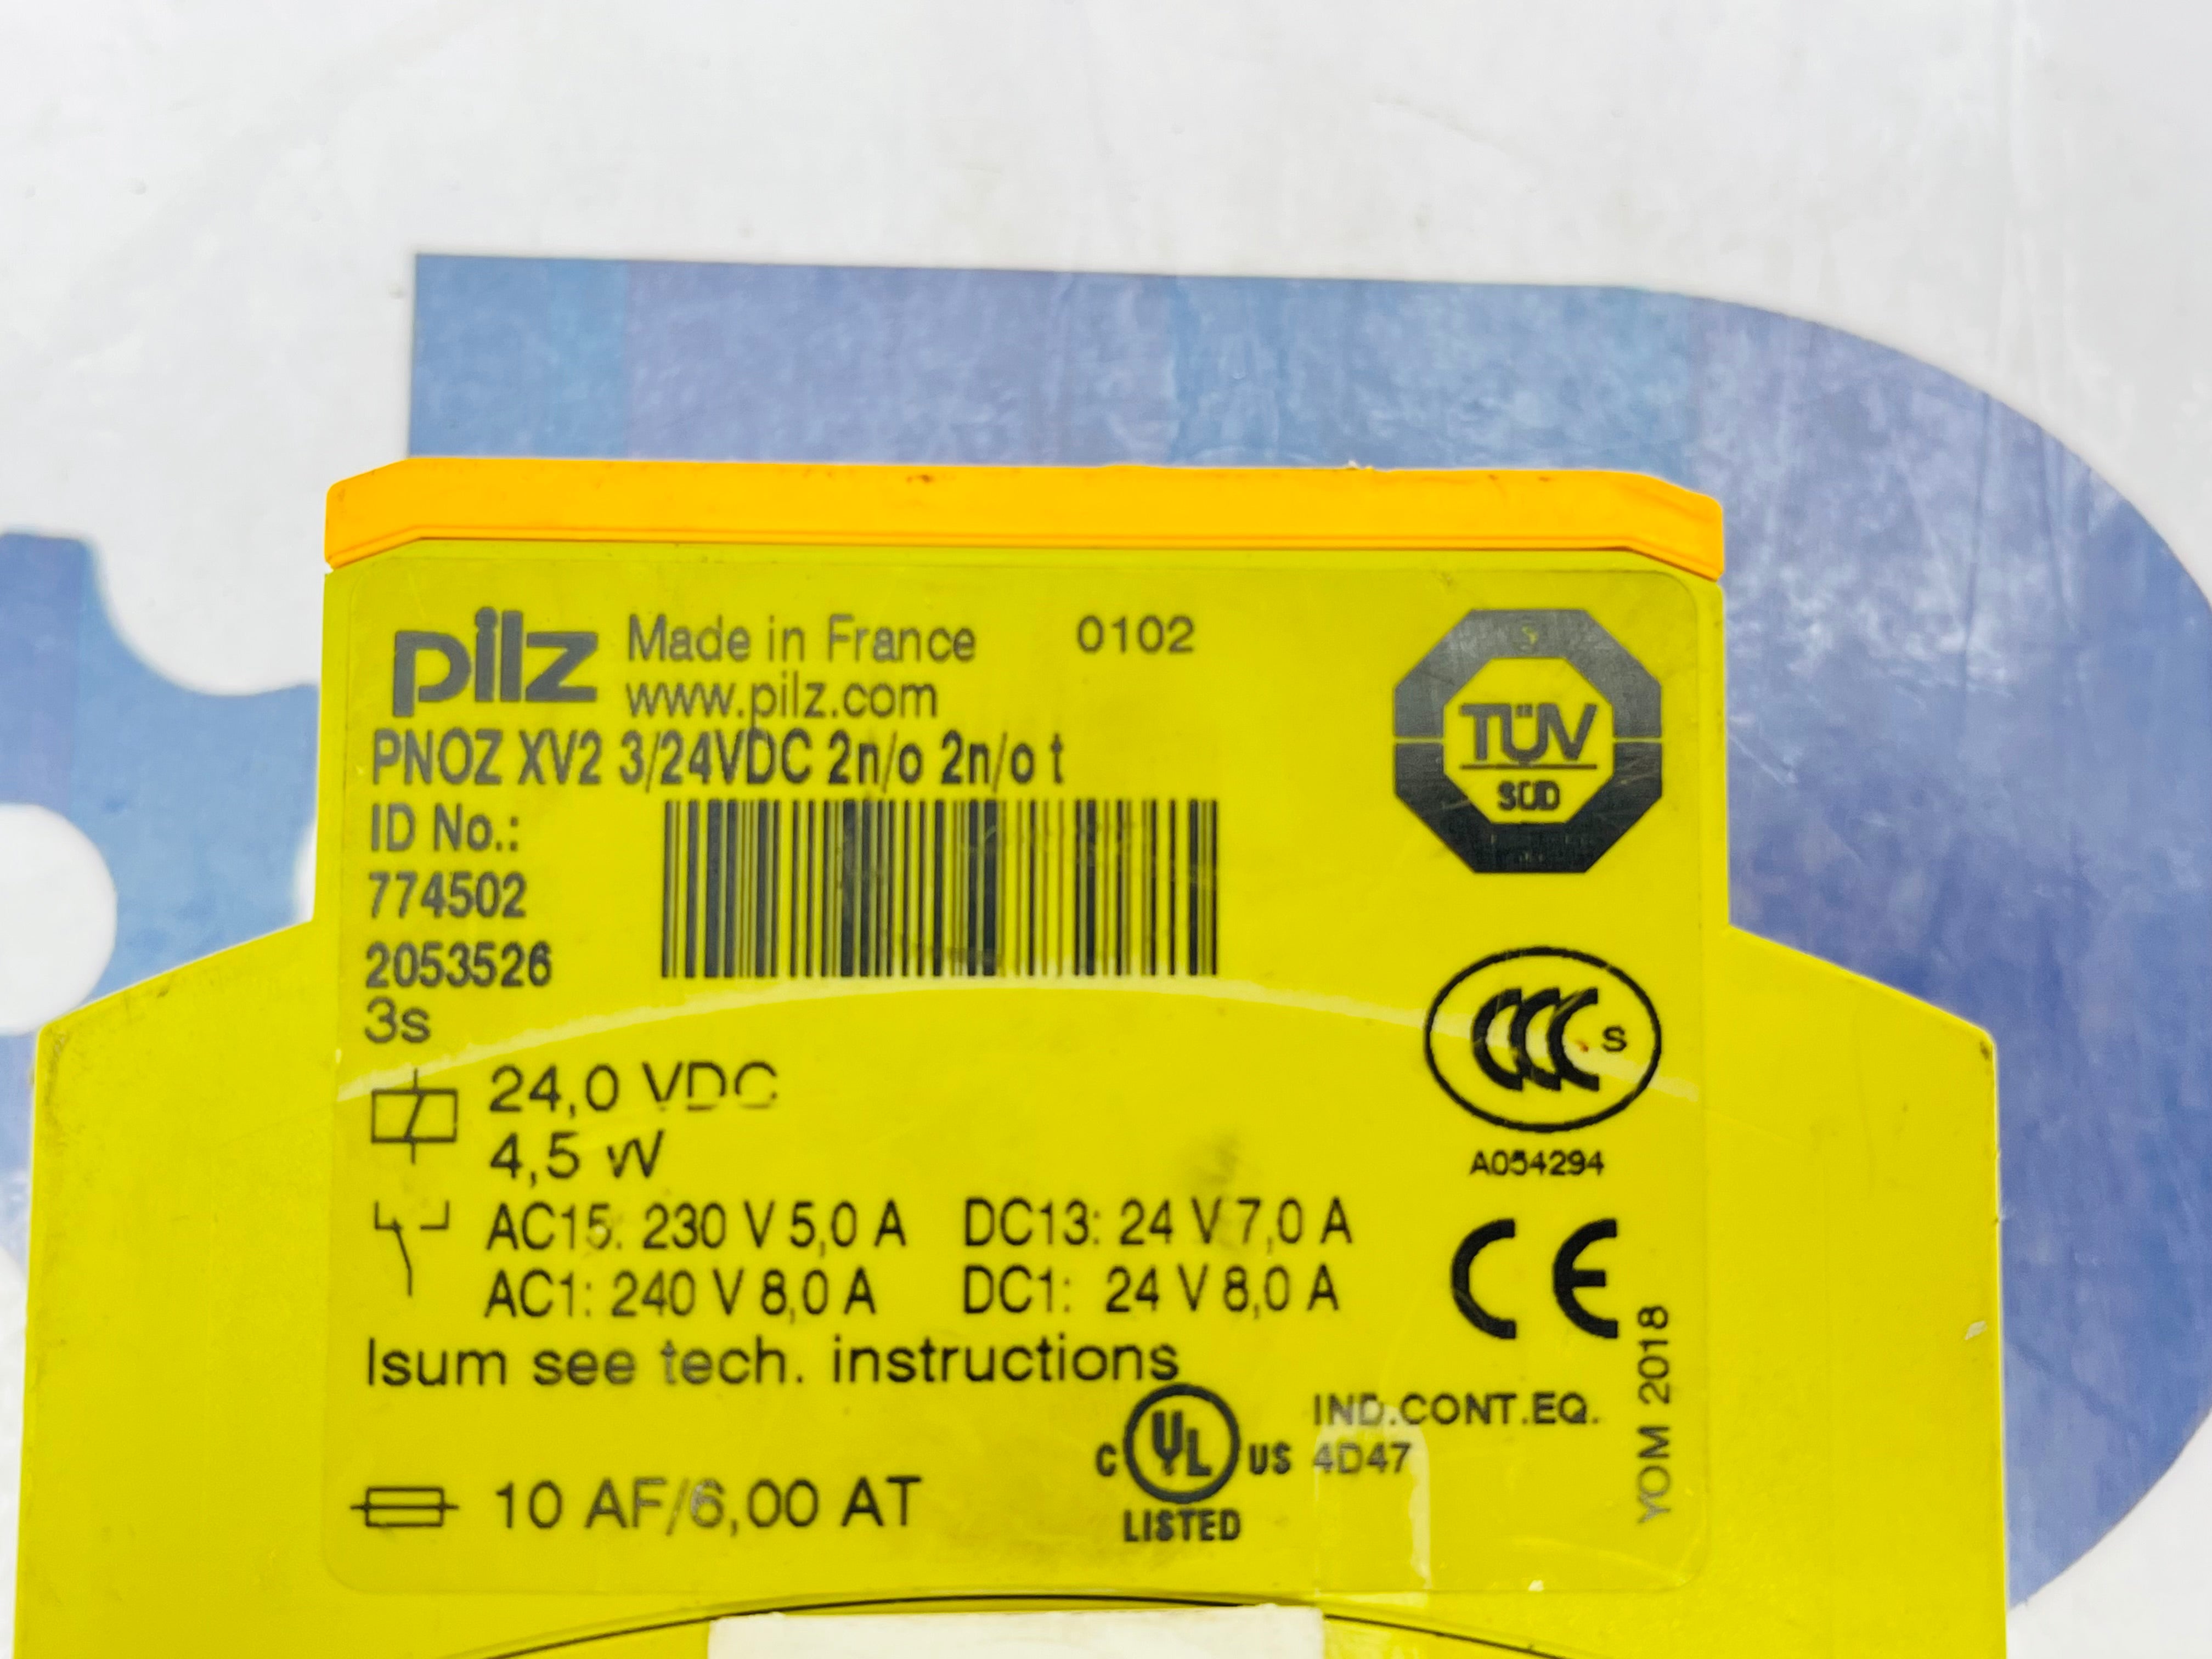 pilz Made in France 0102
www.pilz.com
PNOZ XV2 3/24VDC 2n/o 2n/o t
ID No.:
774502
2053526
3s
TÜV
SÜD
CCC S
A054294
24,0 VDC
4,5 W
AC15: 230 V 5,0 A DC13: 24 V 7,0 A
AC1: 240 V 8,0 A DC1: 24 V 8,0 A
CE
YOM 2018
Isum see tech. instructions
C UL US IND.CONT.EQ.
4D47
LISTED
10 AF/6,00 AT